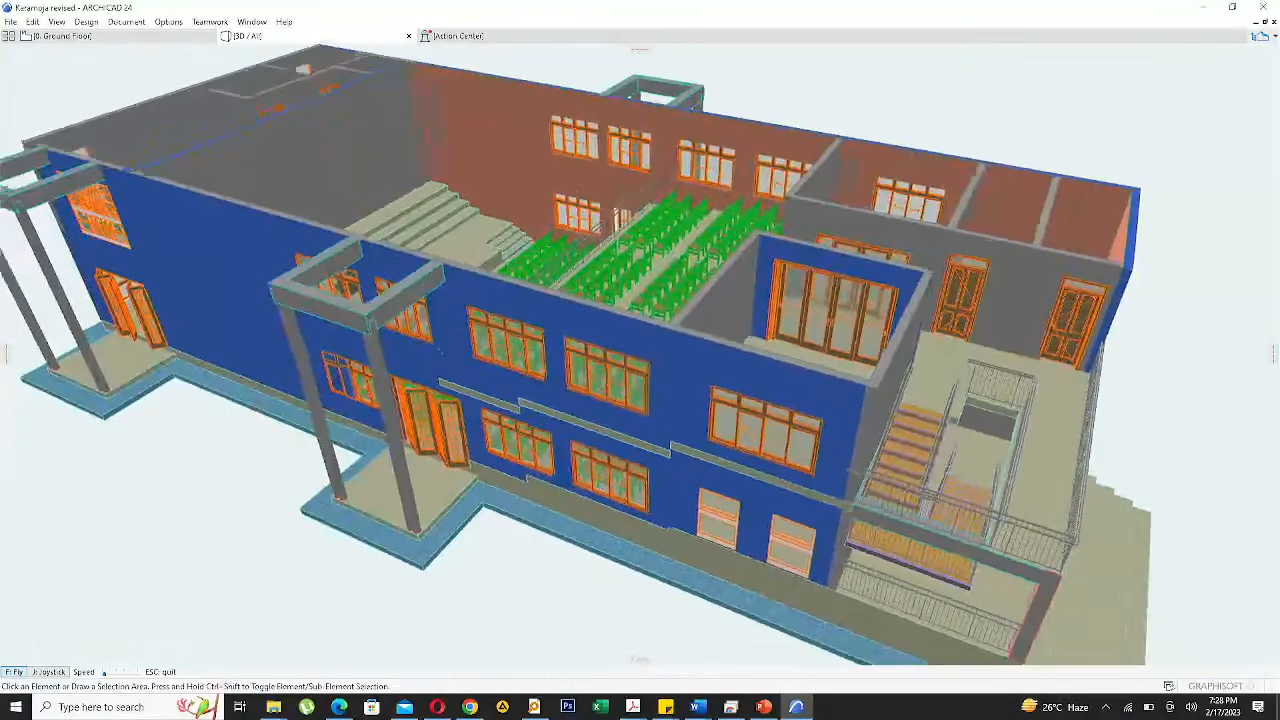 Karamoja revised - ARCHICAD 24
File Edit View Design Document Options Teamwork Window Help
[0. Ground Floor] [3D / All] [Action Center]
F: Fly J: Joystick Speed ESC: quit
Click an Element or Draw a Selection Area. Press and Hold Ctrl+Shift to Toggle Element/Sub-Element Selection.
GRAPHISOFT
Type here to search
26°C Haze
7:28 PM
2/17/2023